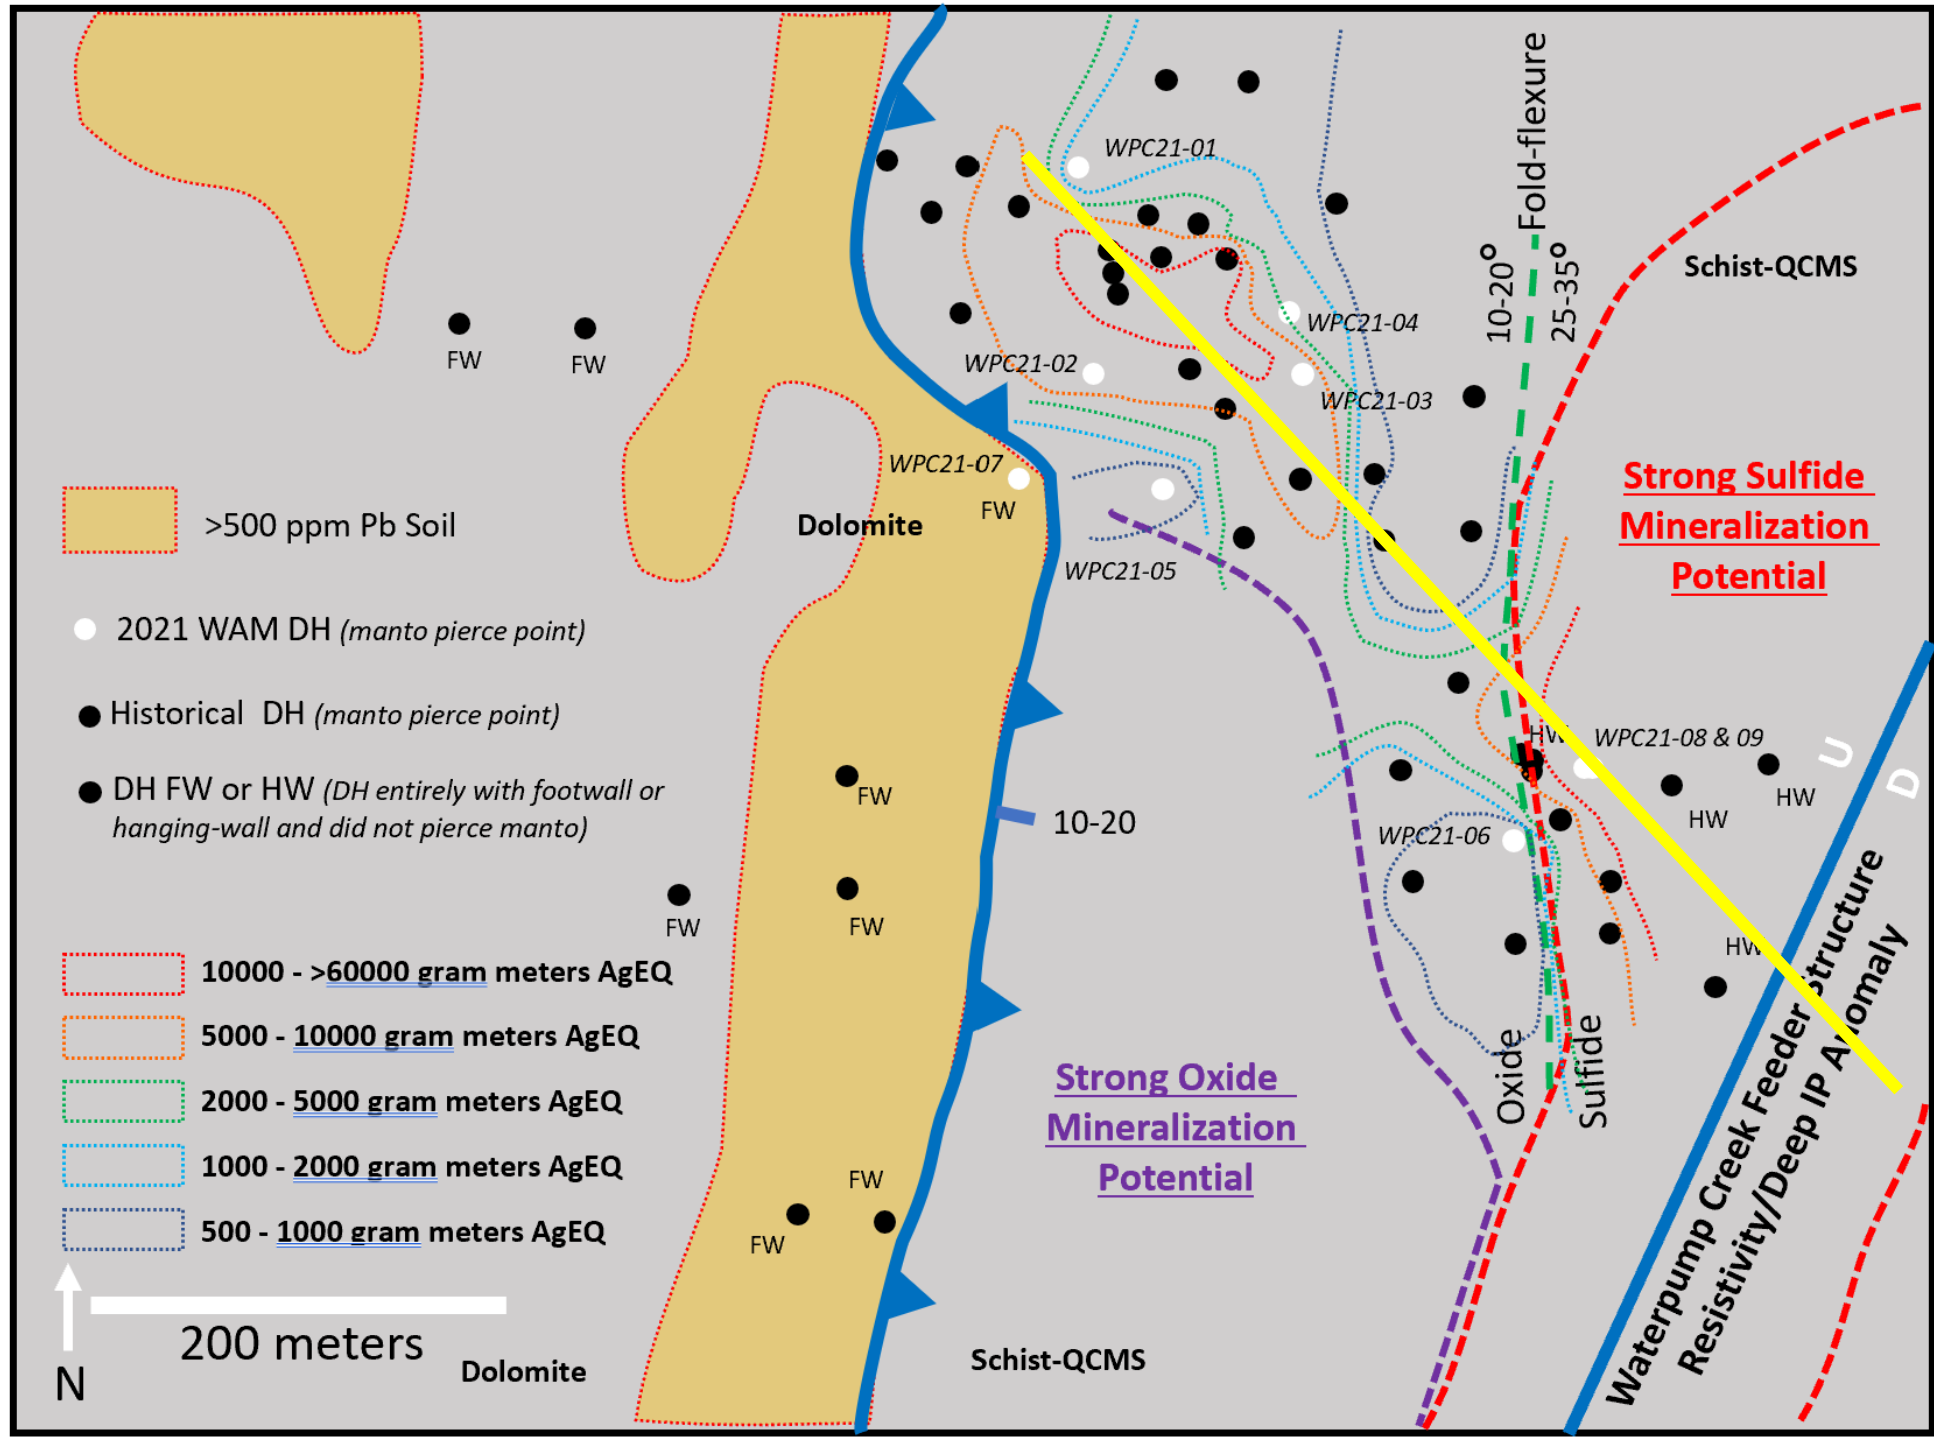 WPC21-01
Fold-flexure
10-20°
25-35°
Schist-QCMS
WPC21-04
FW
FW
WPC21-02
WPC21-03
WPC21-07
FW
Dolomite
Strong Sulfide
Mineralization
Potential
>500 ppm Pb Soil
WPC21-05
2021 WAM DH (manto pierce point)
Historical DH (manto pierce point)
DH FW or HW (DH entirely with footwall or
hanging-wall and did not pierce manto)
HW
WPC21-08 & 09
U
D
HW
HW
FW
10-20
WPC21-06
FW
FW
HW
10000 - >60000 gram meters AgEQ
5000 - 10000 gram meters AgEQ
2000 - 5000 gram meters AgEQ
1000 - 2000 gram meters AgEQ
500 - 1000 gram meters AgEQ
Oxide
Sulfide
Strong Oxide
Mineralization
Potential
Waterpump Creek Feeder Structure
Resistivity/Deep IP Anomaly
FW
FW
200 meters
N
Dolomite
Schist-QCMS